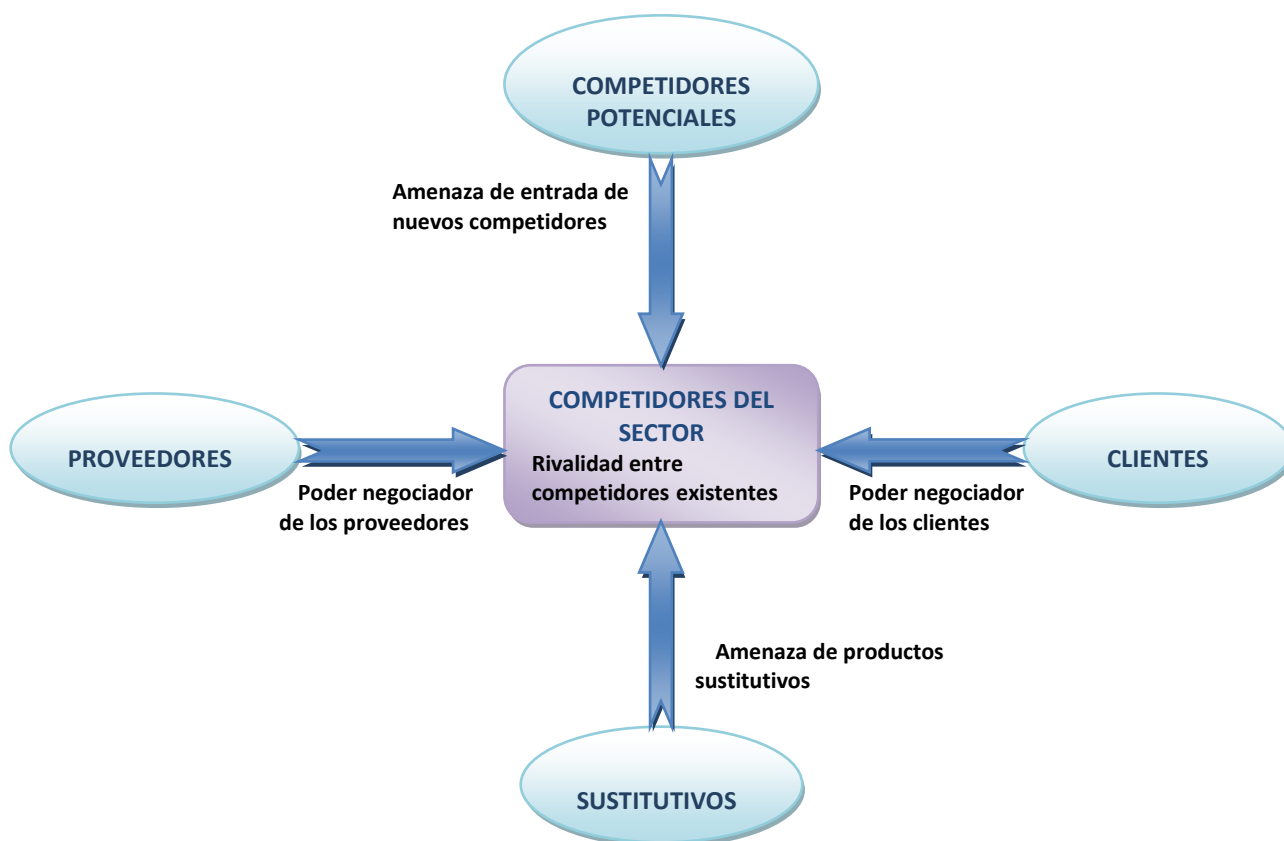 COMPETIDORES
POTENCIALES
Amenaza de entrada de
nuevos competidores
COMPETIDORES DEL
SECTOR
Rivalidad entre
competidores existentes
PROVEEDORES
Poder negociador
de los proveedores
CLIENTES
Poder negociador
de los clientes
Amenaza de productos
sustitutivos
SUSTITUTIVOS